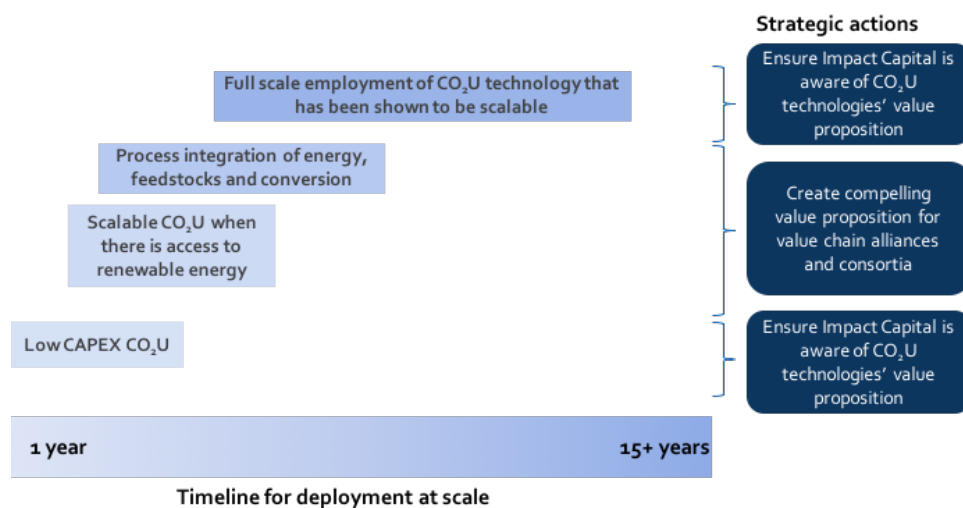 Strategic actions
Full scale employment of CO₂U technology that
has been shown to be scalable
Ensure Impact Capital is
aware of CO₂U
technologies' value
proposition
Process integration of energy,
feedstocks and conversion
Scalable CO₂U when
there is access to
renewable energy
Create compelling
value proposition for
value chain alliances
and consortia
Low CAPEX CO₂U
Ensure Impact Capital is
aware of CO₂U
technologies' value
proposition
1 year
15+ years
Timeline for deployment at scale